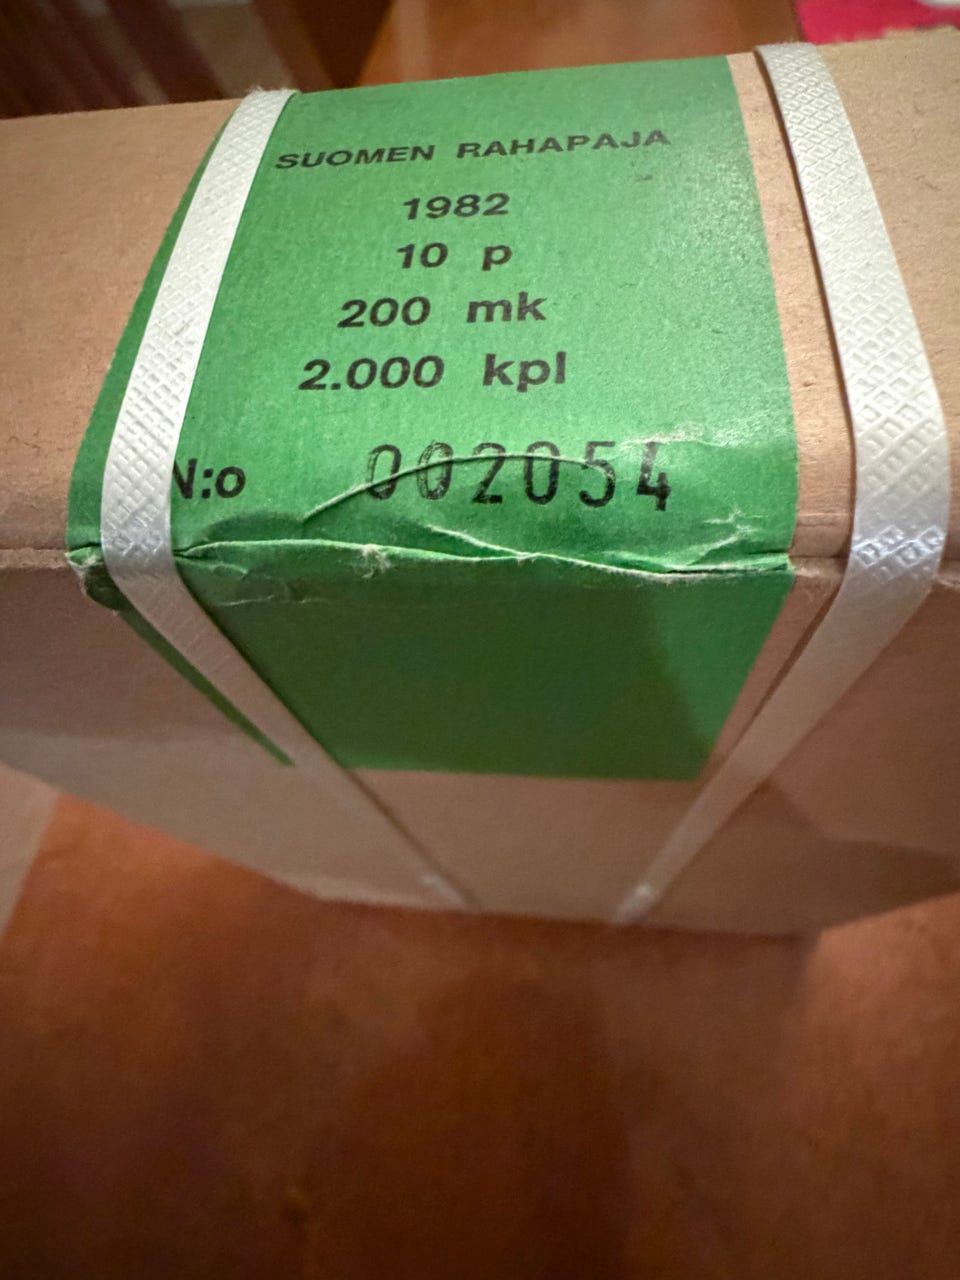 SUOMEN RAHAPAJA
1982
10 p
200 mk
2.000 kpl
N:o 002054